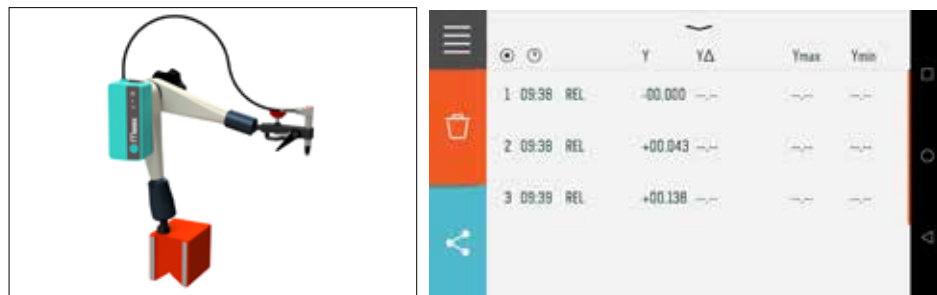 Y YΔ Ymax Ymin
1 09:38 REL -00.000 --.--- --.--- --.---
2 09:38 REL +00.043 --.--- --.--- --.---
3 09:39 REL +00.138 --.--- --.--- --.---